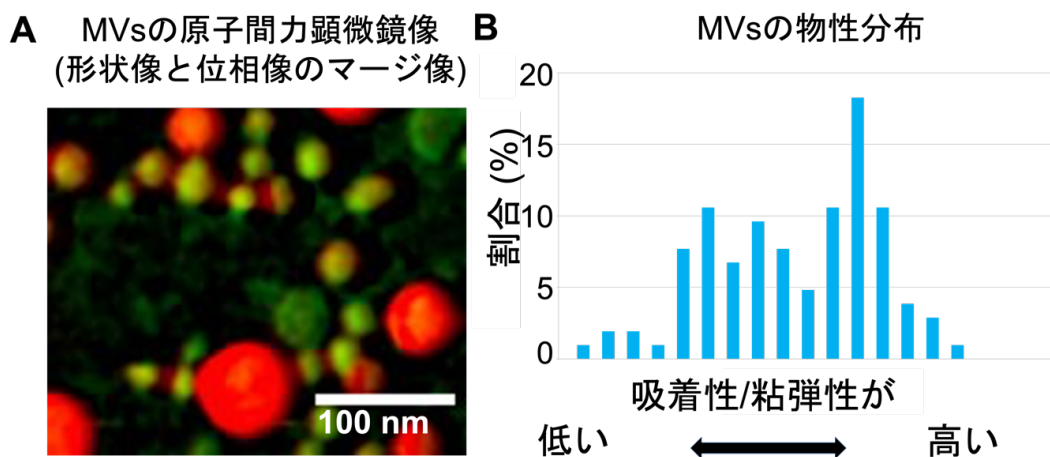 A
MVsの原子間力顕微鏡像
(形状像と位相像のマージ像)
100 nm
B
MVsの物性分布
割合 (%)
20
15
10
5
0
吸着性/粘弾性が
低い
高い